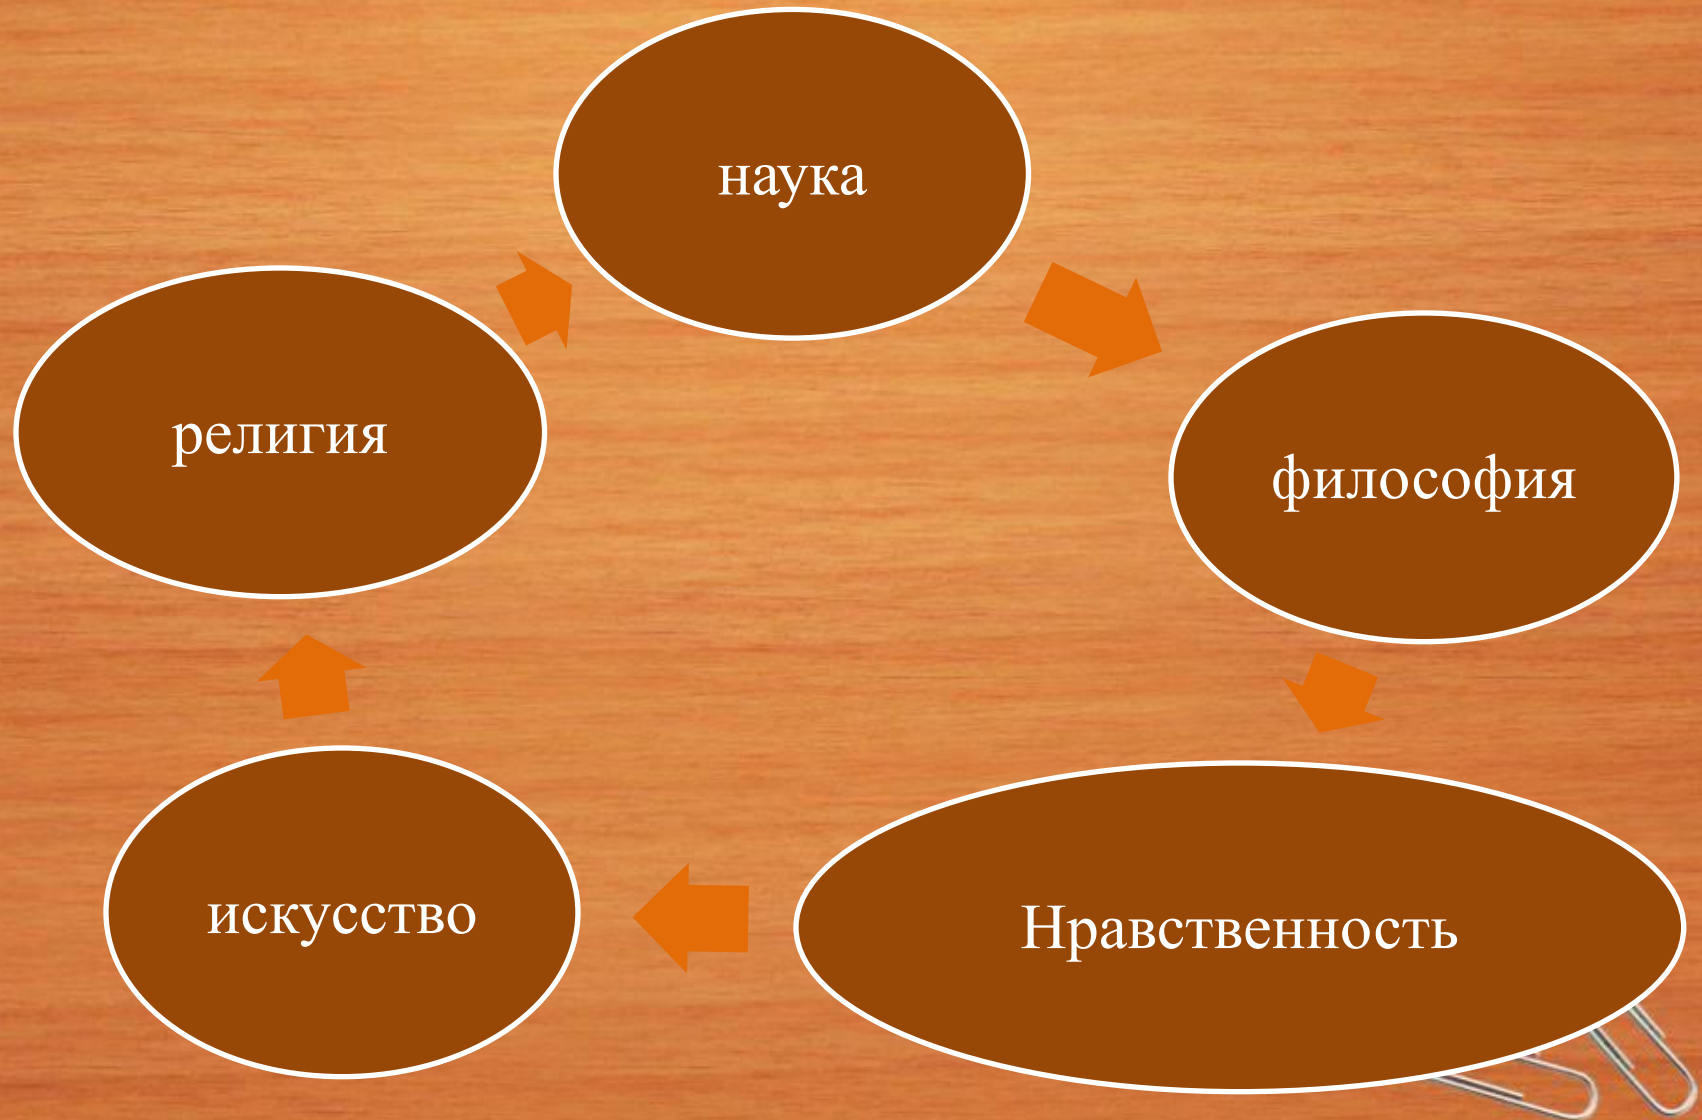 наука
религия
философия
искусство
Нравственность